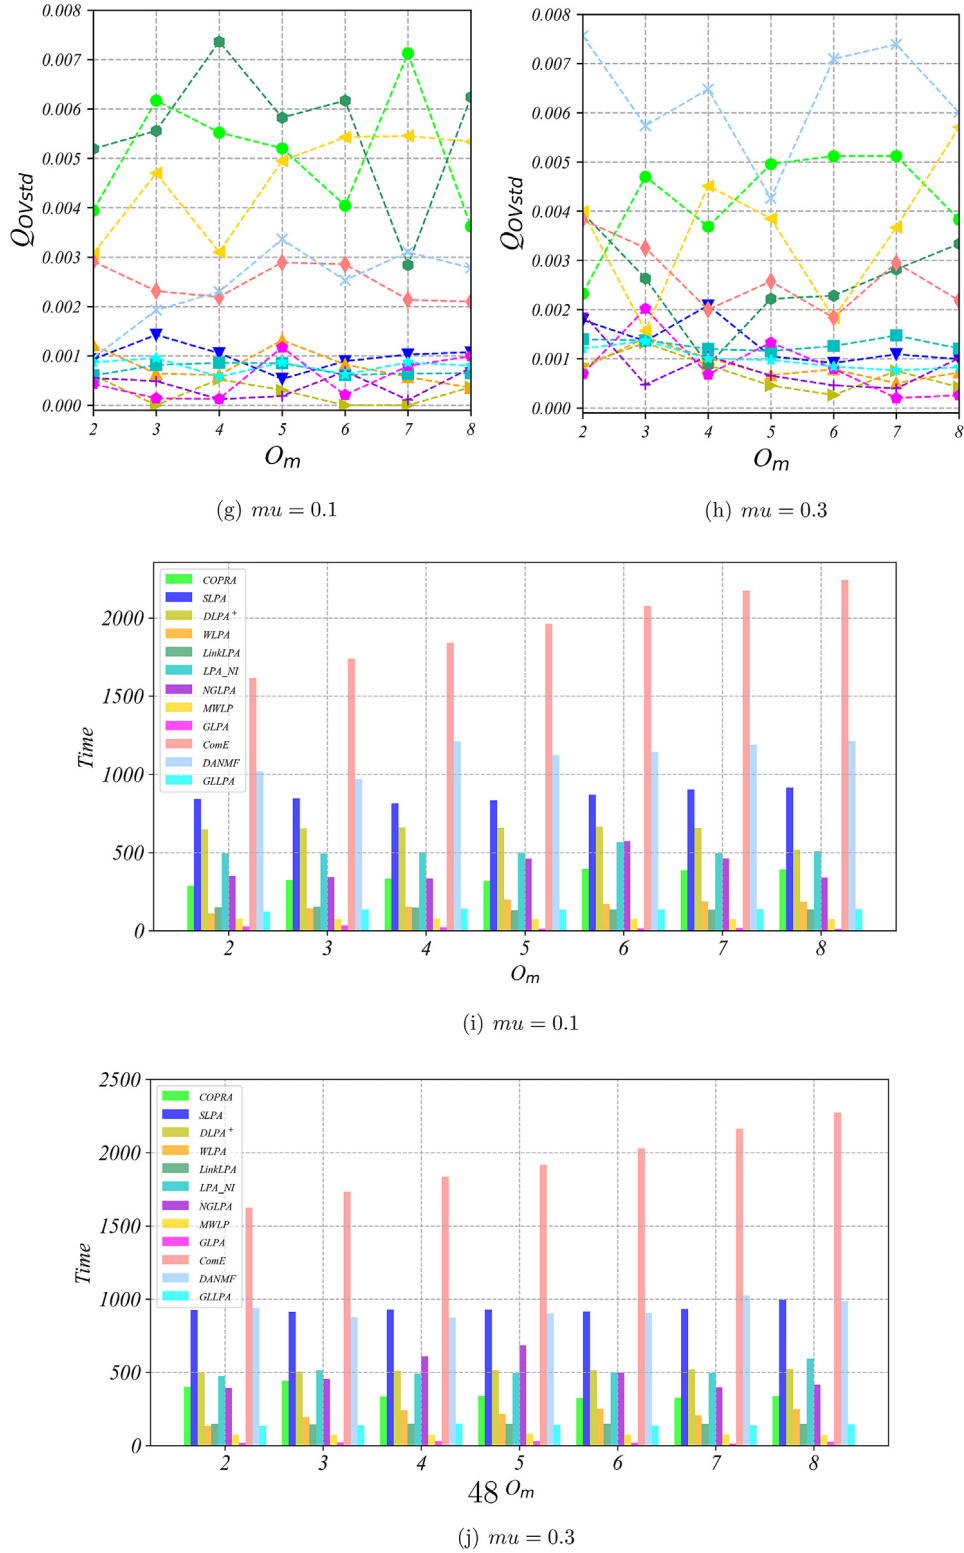 0.008
0.007
0.006
0.005
0.004
0.003
0.002
0.001
0.000
Q_OVstd
2 3 4 5 6 7 8
O_m
(g) mu = 0.1
0.008
0.007
0.006
0.005
0.004
0.003
0.002
0.001
0.000
Q_OVstd
2 3 4 5 6 7 8
O_m
(h) mu = 0.3
COPRA
SLPA
DLPA+
WLPA
LinkLPA
LPA_NI
NGLPA
MWLP
GLPA
ComE
DANMF
GLLPA
2000
1500
1000
500
0
Time
2 3 4 5 6 7 8
O_m
(i) mu = 0.1
COPRA
SLPA
DLPA+
WLPA
LinkLPA
LPA_NI
NGLPA
MWLP
GLPA
ComE
DANMF
GLLPA
2500
2000
1500
1000
500
0
Time
2 3 4 5 6 7 8
48 O_m
(j) mu = 0.3